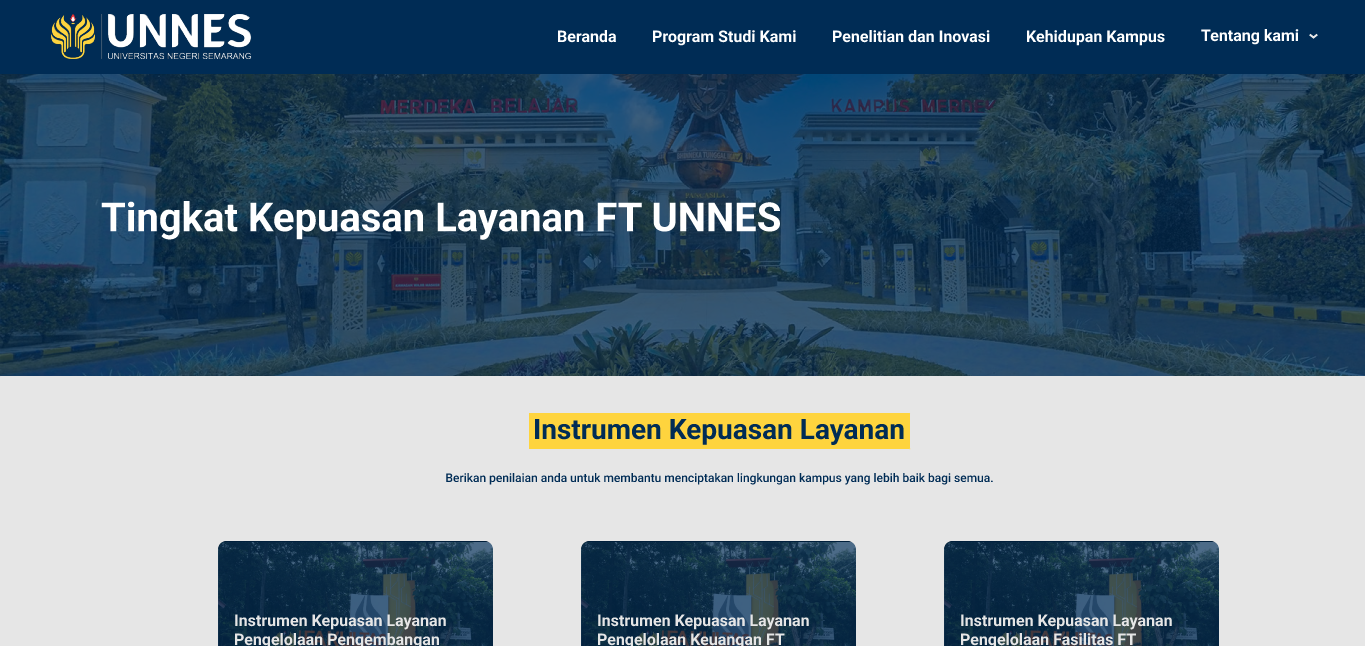 UNNES
UNIVERSITAS NEGERI SEMARANG
Beranda
Program Studi Kami
Penelitian dan Inovasi
Kehidupan Kampus
Tentang kami
MERDEKA BELAJAR
KAMPUS MERDEKA
Tingkat Kepuasan Layanan FT UNNES
UNNES
Instrumen Kepuasan Layanan
Berikan penilaian anda untuk membantu menciptakan lingkungan kampus yang lebih baik bagi semua.
Instrumen Kepuasan Layanan
Pengelolaan Pengembangan
Instrumen Kepuasan Layanan
Pengelolaan Keuangan FT
Instrumen Kepuasan Layanan
Pengelolaan Fasilitas FT